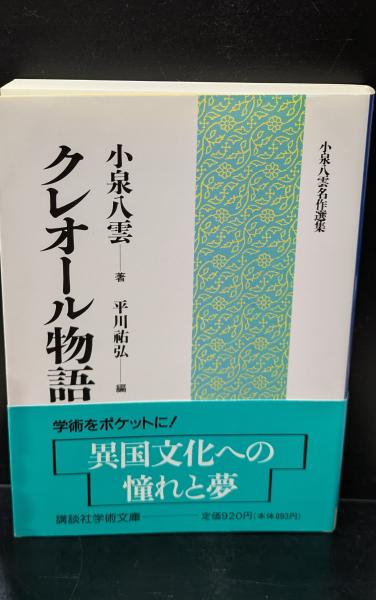 小泉八雲名作選集
小泉八雲――著
平川祐弘――編
クレオール物語
学術をポケットに!
異国文化への
憧れと夢
講談社学術文庫――定価920円(本体893円)